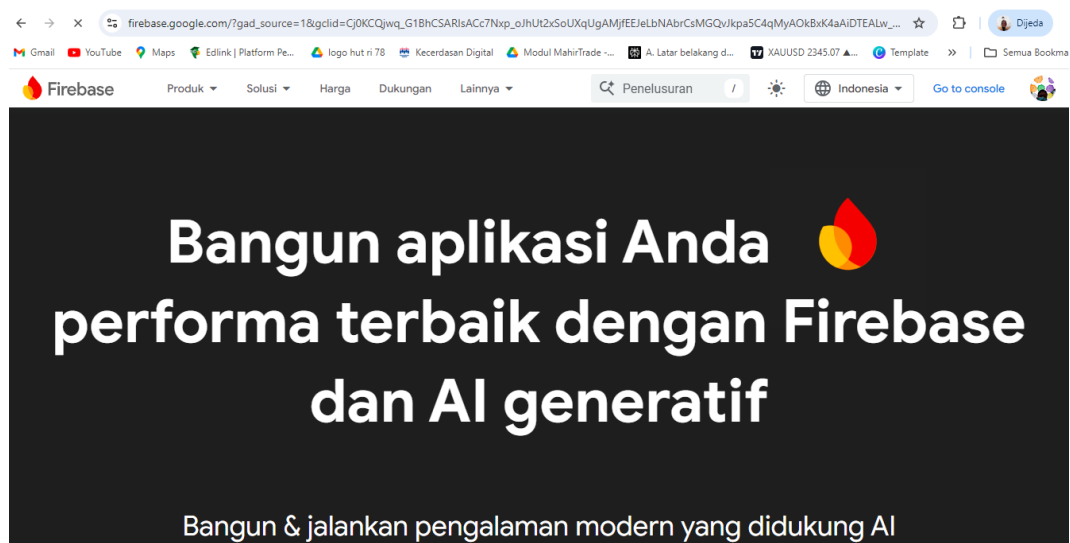 firebase.google.com/?gad_source=1&gclid=Cj0KCQjwq_G1BhCSARIsACc7Nxp_oJhUt2xSoUXqUgAMjfEEJeLbNAbrCsMGQvJkpa5C4qMyAOkBxK4aAiDTEALw_... Dijeda
Gmail YouTube Maps Edlink | Platform Pe... logo hut ri 78 Kecerdasan Digital Modul MahirTrade -... A. Latar belakang d... XAUUSD 2345.07 ▲... Template » Semua Bookma
Firebase Produk Solusi Harga Dukungan Lainnya Penelusuran / Indonesia Go to console
Bangun aplikasi Anda
performa terbaik dengan Firebase
dan AI generatif
Bangun & jalankan pengalaman modern yang didukung AI